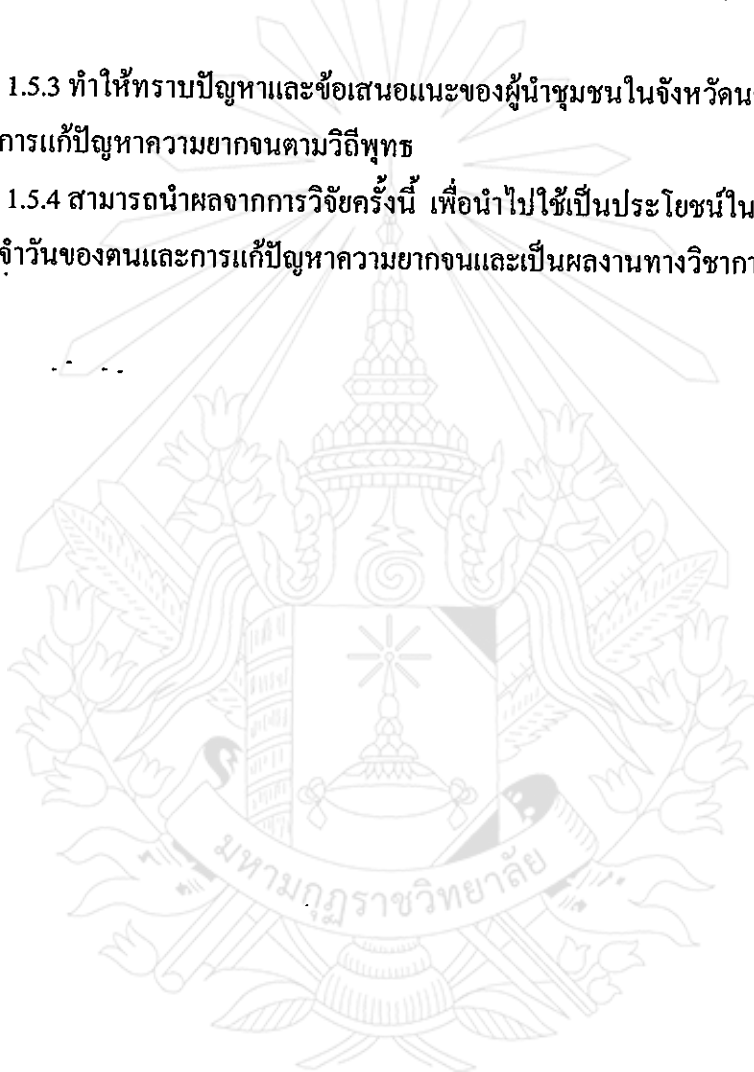 1.5.3 ทำให้ทราบปัญหาและข้อเสนอแนะของผู้นำชุมชนในจังหวัดน
การแก้ปัญหาความยากจนตามวิถีพุทธ
1.5.4 สามารถนำผลจากการวิจัยครั้งนี้ เพื่อนำไปใช้เป็นประโยชน์ใน
จำวันของตนและการแก้ปัญหาความยากจนและเป็นผลงานทางวิชากา
มหามกุฏราชวิทยาลัย